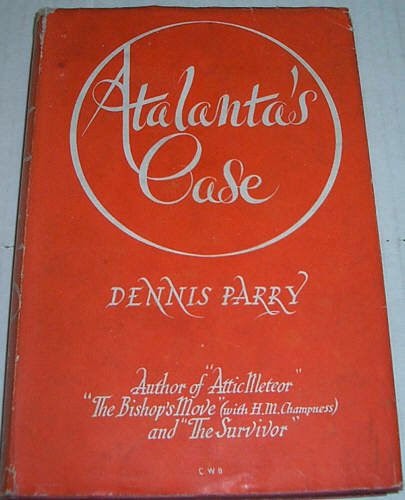 Atalanta's
Case
DENNIS PARRY
Author of "Attic Meteor"
"The Bishop's Move" (with H.M. Champness)
and "The Survivor"
CWB